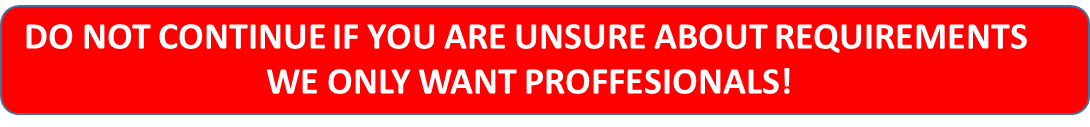 DO NOT CONTINUE IF YOU ARE UNSURE ABOUT REQUIREMENTS
WE ONLY WANT PROFFESIONALS!